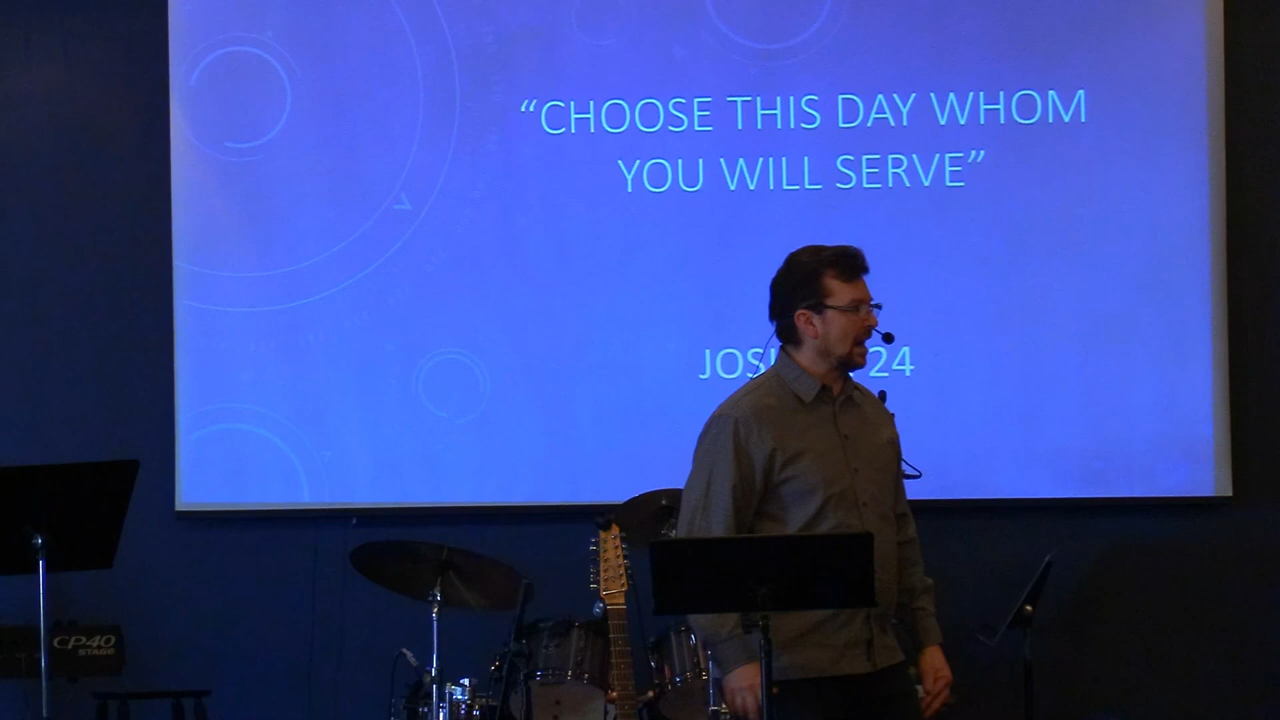 “CHOOSE THIS DAY WHOM
YOU WILL SERVE”
24
CP40
STAGE